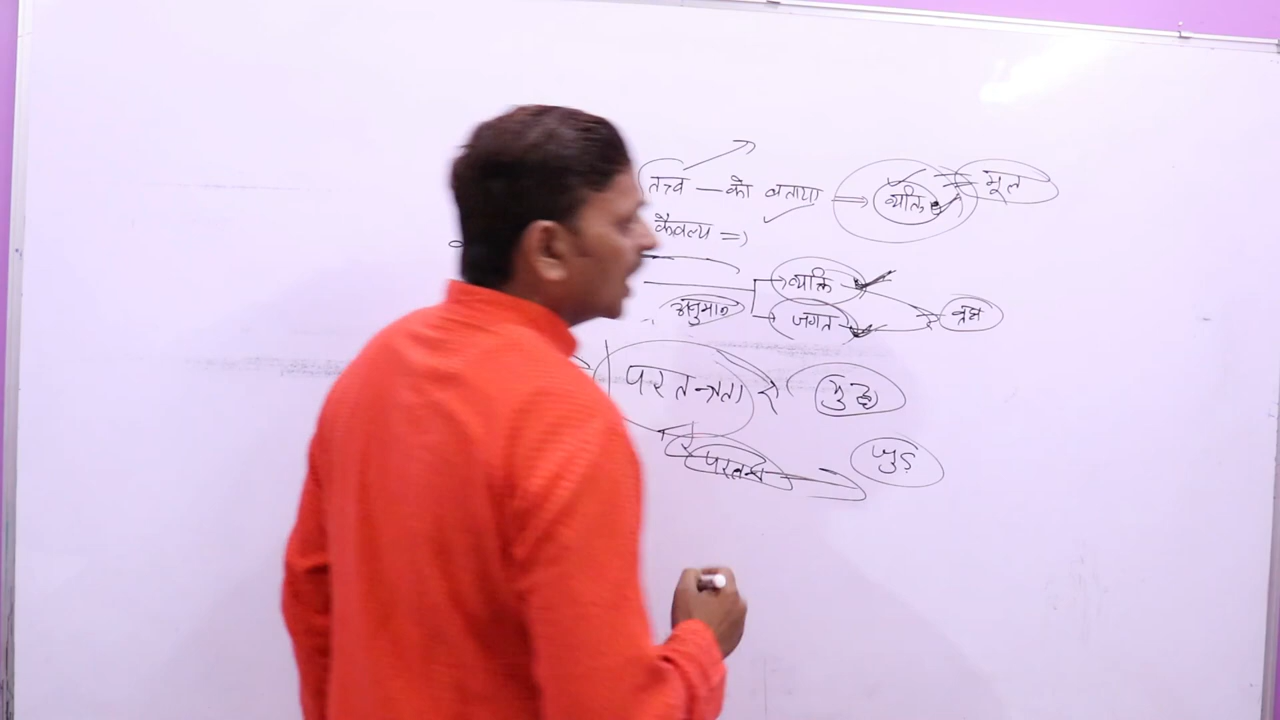 तत्त्व — को बताया ⇒ व्यक्ति = मूल
कैवल्य ⇒
व्यक्ति
अनुमान जगत ब्रह्म
परतन्त्रता
परतन्त्र जुड़